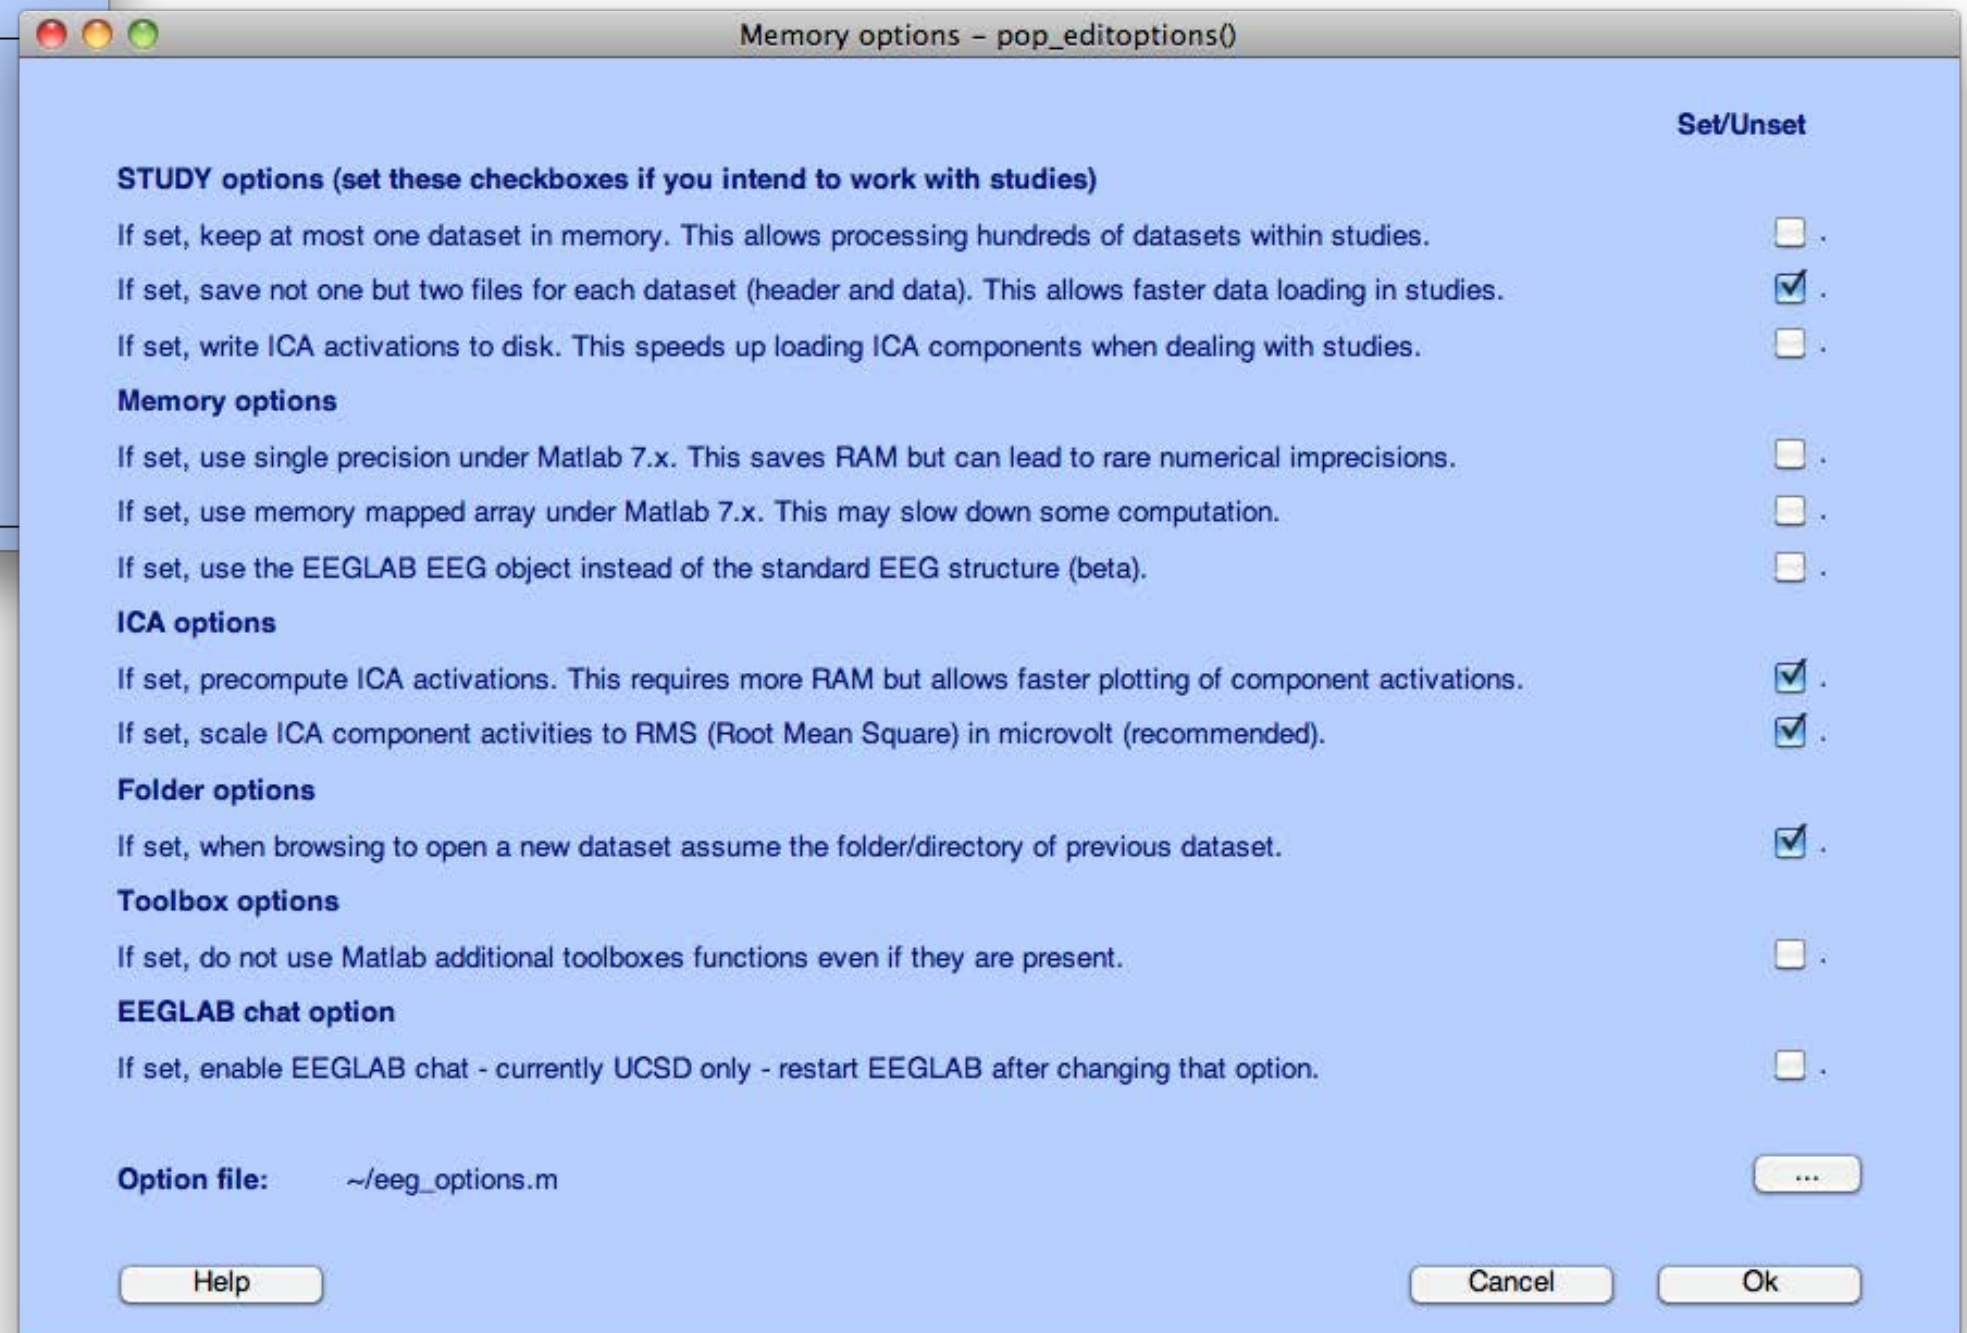 Memory options – pop_editoptions()
Set/Unset
STUDY options (set these checkboxes if you intend to work with studies)
If set, keep at most one dataset in memory. This allows processing hundreds of datasets within studies. .
If set, save not one but two files for each dataset (header and data). This allows faster data loading in studies. .
If set, write ICA activations to disk. This speeds up loading ICA components when dealing with studies. .
Memory options
If set, use single precision under Matlab 7.x. This saves RAM but can lead to rare numerical imprecisions. .
If set, use memory mapped array under Matlab 7.x. This may slow down some computation. .
If set, use the EEGLAB EEG object instead of the standard EEG structure (beta). .
ICA options
If set, precompute ICA activations. This requires more RAM but allows faster plotting of component activations. .
If set, scale ICA component activities to RMS (Root Mean Square) in microvolt (recommended). .
Folder options
If set, when browsing to open a new dataset assume the folder/directory of previous dataset. .
Toolbox options
If set, do not use Matlab additional toolboxes functions even if they are present. .
EEGLAB chat option
If set, enable EEGLAB chat - currently UCSD only - restart EEGLAB after changing that option. .
Option file: ~/eeg_options.m ...
Help Cancel Ok